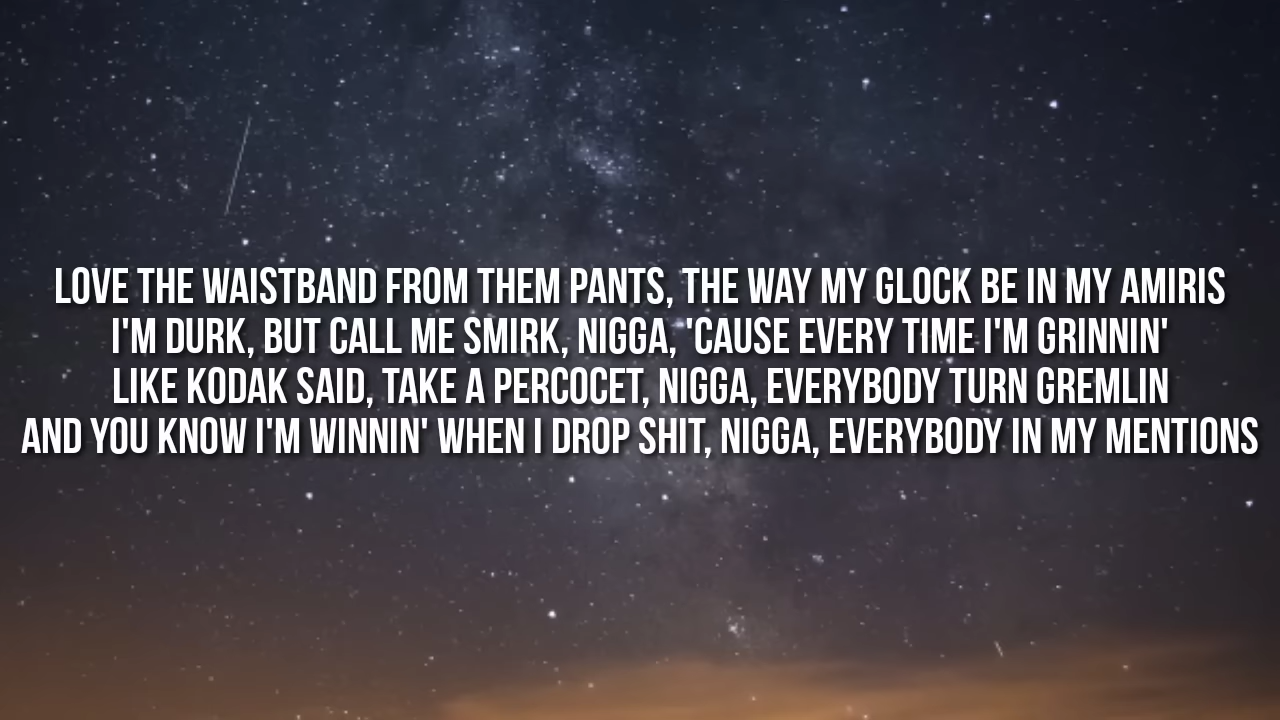 LOVE THE WAISTBAND FROM THEM PANTS, THE WAY MY GLOCK BE IN MY AMIRIS
I'M DURK, BUT CALL ME SMIRK, NIGGA, 'CAUSE EVERY TIME I'M GRINNIN'
LIKE KODAK SAID, TAKE A PERCOCET, NIGGA, EVERYBODY TURN GREMLIN
AND YOU KNOW I'M WINNIN' WHEN I DROP SHIT, NIGGA, EVERYBODY IN MY MENTIONS